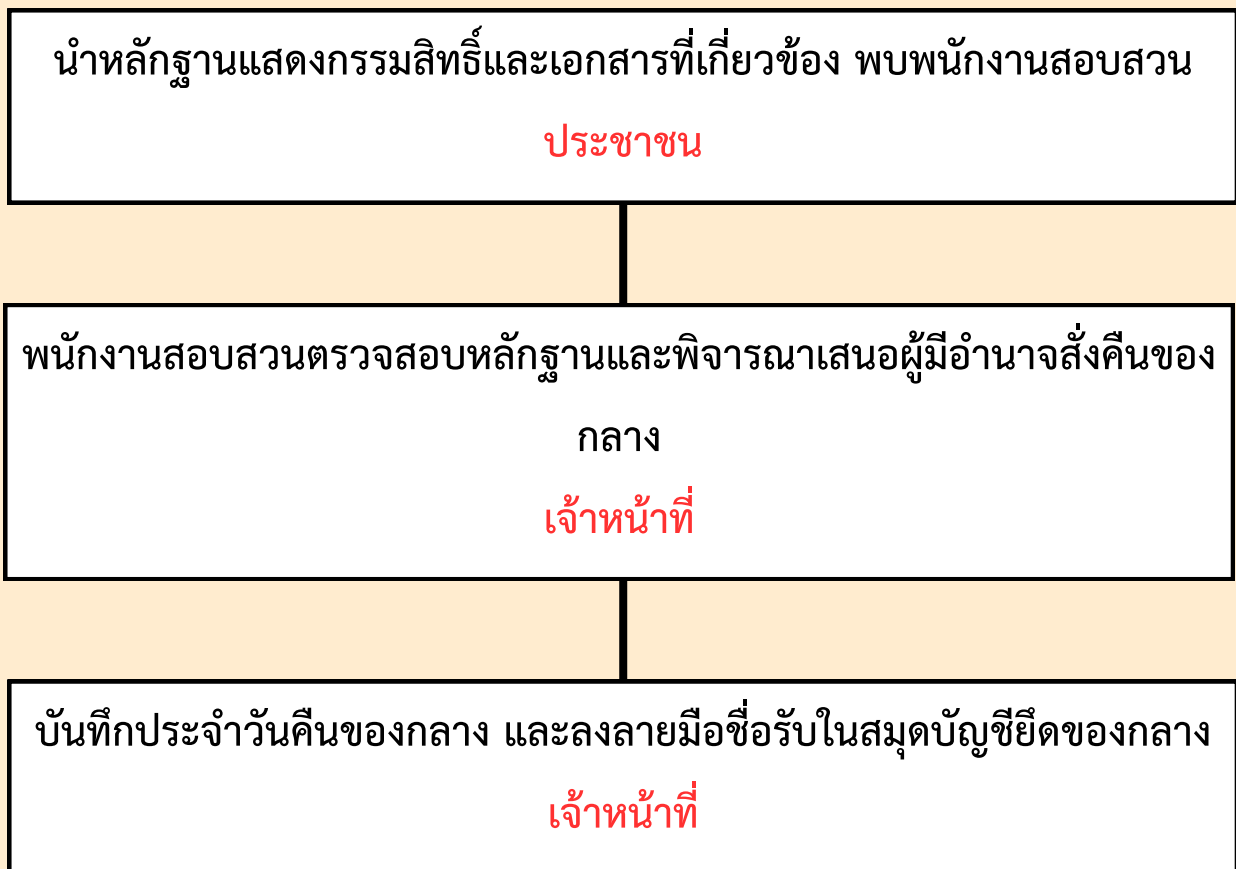 นำหลักฐานแสดงกรรมสิทธิ์และเอกสารที่เกี่ยวข้อง พบพนักงานสอบสวน
ประชาชน
พนักงานสอบสวนตรวจสอบหลักฐานและพิจารณาเสนอผู้มีอำนาจสั่งคืนของ
กลาง
เจ้าหน้าที่
บันทึกประจำวันคืนของกลาง และลงลายมือชื่อรับในสมุดบัญชียึดของกลาง
เจ้าหน้าที่